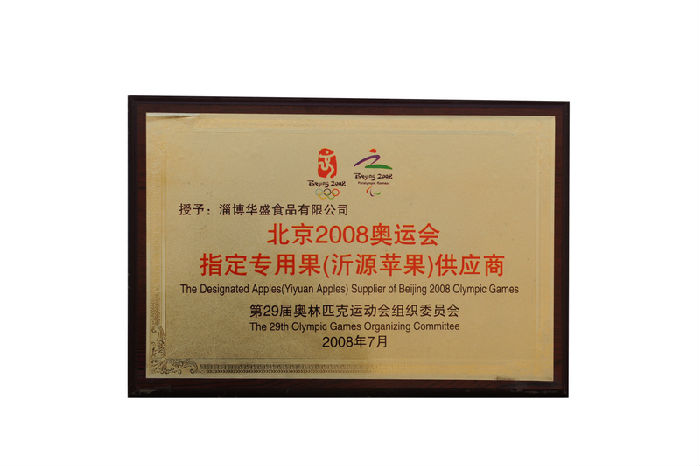 Beijing 2008
Beijing 2008
Paralympic Games
授予：淄博华盛食品有限公司
北京2008奥运会
指定专用果(沂源苹果)供应商
The Designated Apples(Yiyuan Apples) Supplier of Beijing 2008 Olympic Games
第29届奥林匹克运动会组织委员会
The 29th Olympic Games Organizing Committee
2008年7月